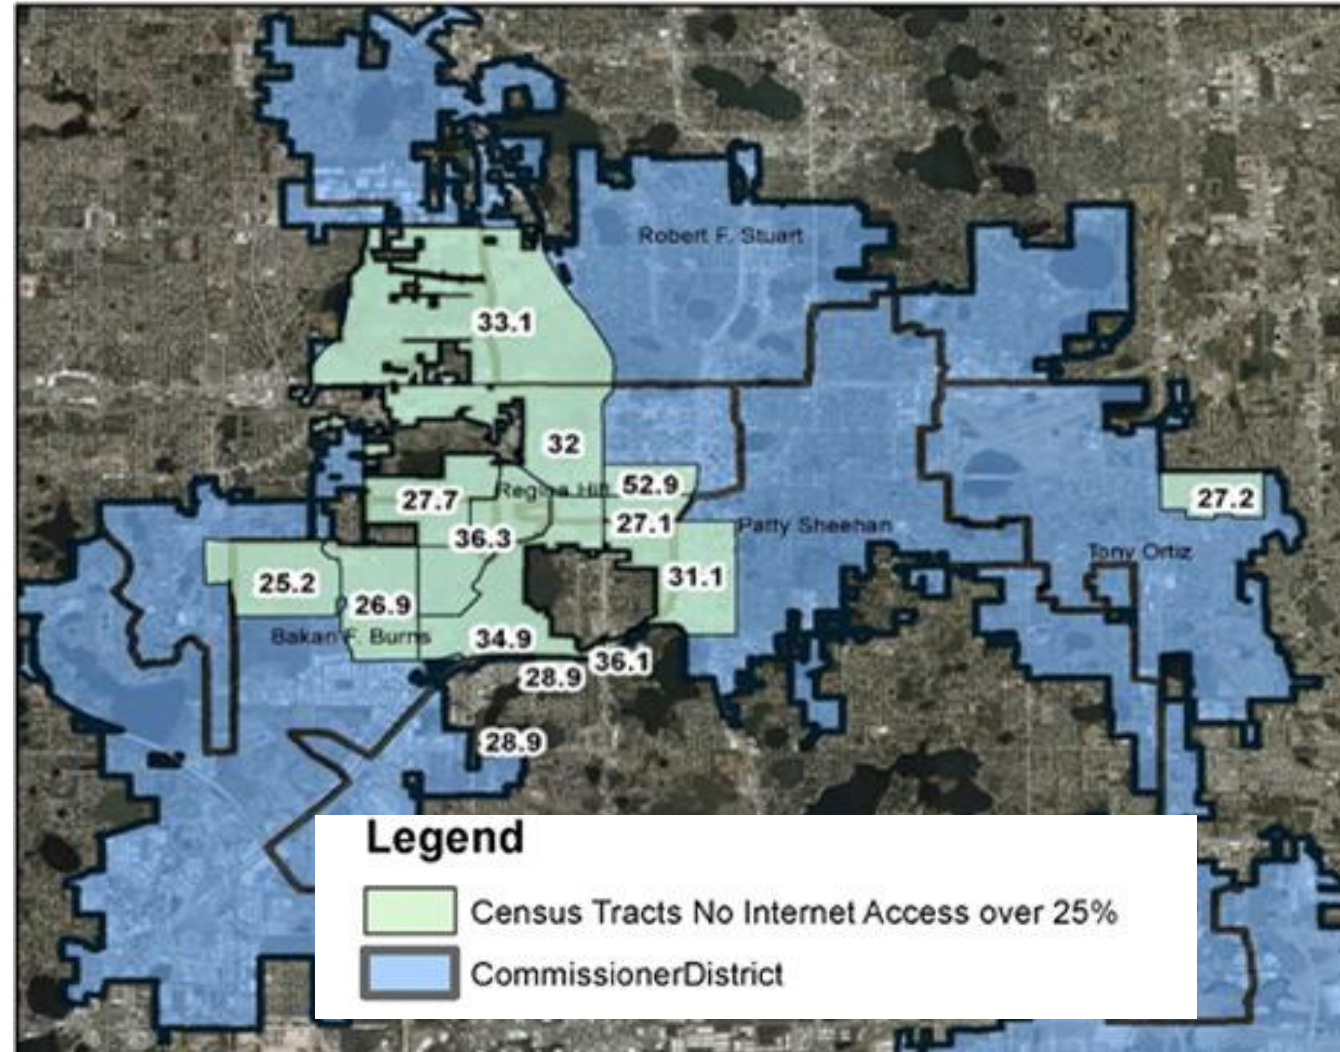 Robert F. Stuart
33.1
32
Regina Hill
52.9
27.7
27.2
27.1
Patty Sheehan
36.3
Tony Ortiz
31.1
25.2
26.9
Bakari F. Burns
34.9
36.1
28.9
28.9
Legend
Census Tracts No Internet Access over 25%
CommissionerDistrict